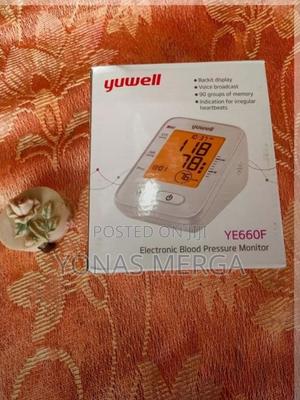 yuwell
• Backlit display
• Voice broadcast
• 90 groups of memory
• Indication for irregular
heartbeats
yuwell
118
78
75
POSTED ON JIJI
YONAS MERGA
YE660F
Electronic Blood Pressure Monitor